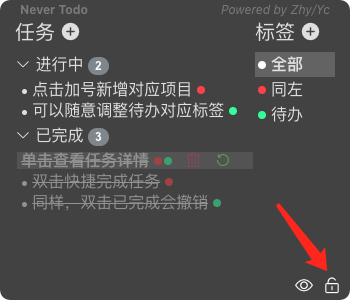 Never Todo
Powered by Zhy/Yc
任务
标签
进行中 2
点击加号新增对应项目
可以随意调整待办对应标签
已完成 3
单击查看任务详情
双击快捷完成任务
同样，双击已完成会撤销
全部
同左
待办